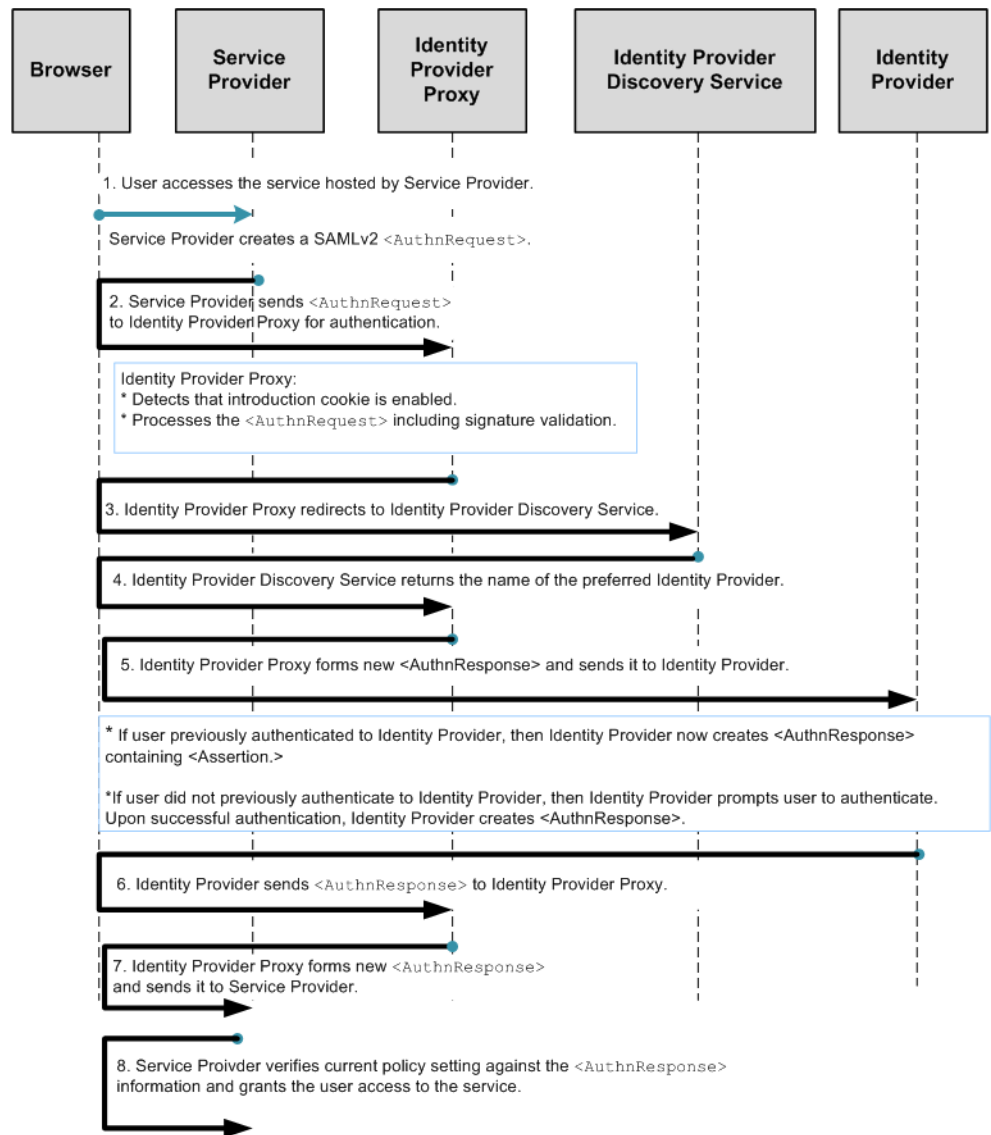 Browser
Service
Provider
Identity
Provider
Proxy
Identity Provider
Discovery Service
Identity
Provider
1. User accesses the service hosted by Service Provider.
Service Provider creates a SAMLv2 <AuthnRequest>.
2. Service Provider sends <AuthnRequest>
to Identity Provider Proxy for authentication.
Identity Provider Proxy:
* Detects that introduction cookie is enabled.
* Processes the <AuthnRequest> including signature validation.
3. Identity Provider Proxy redirects to Identity Provider Discovery Service.
4. Identity Provider Discovery Service returns the name of the preferred Identity Provider.
5. Identity Provider Proxy forms new <AuthnResponse> and sends it to Identity Provider.
* If user previously authenticated to Identity Provider, then Identity Provider now creates <AuthnResponse>
containing <Assertion.>
*If user did not previously authenticate to Identity Provider, then Identity Provider prompts user to authenticate.
Upon successful authentication, Identity Provider creates <AuthnResponse>.
6. Identity Provider sends <AuthnResponse> to Identity Provider Proxy.
7. Identity Provider Proxy forms new <AuthnResponse>
and sends it to Service Provider.
8. Service Proivder verifies current policy setting against the <AuthnResponse>
information and grants the user access to the service.